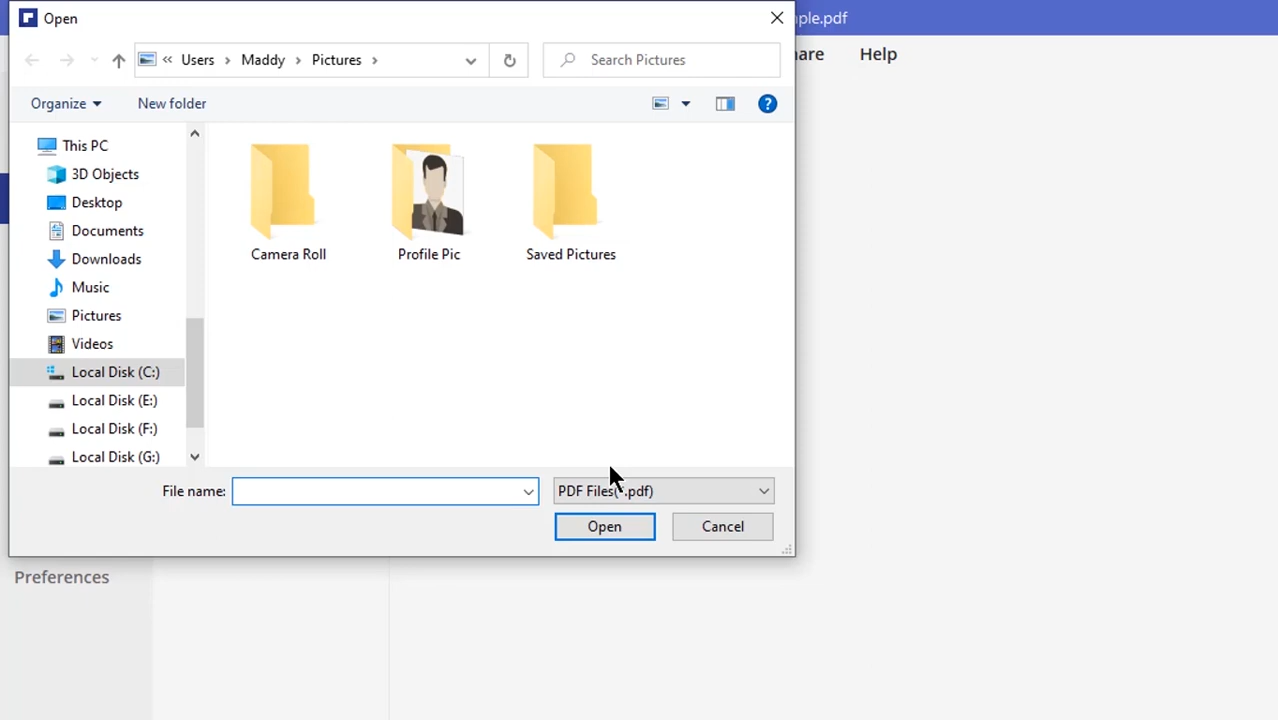 Open
ple.pdf
Users Maddy Pictures
Search Pictures
are Help
Organize New folder
This PC
3D Objects
Desktop
Documents
Downloads
Music
Pictures
Videos
Local Disk (C:)
Local Disk (E:)
Local Disk (F:)
Local Disk (G:)
Camera Roll
Profile Pic
Saved Pictures
File name:
PDF Files(*.pdf)
Open
Cancel
Preferences